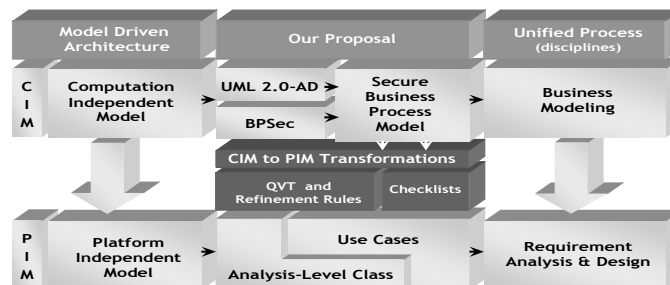 Model Driven
Architecture
Our Proposal
Unified Process
(disciplines)
CIM
Computation
Independent
Model
UML 2.0-AD
BPSec
Secure
Business
Process
Model
Business
Modeling
CIM to PIM Transformations
QVT and
Refinement Rules
Checklists
PIM
Platform
Independent
Model
Use Cases
Analysis-Level Class
Requirement
Analysis & Design